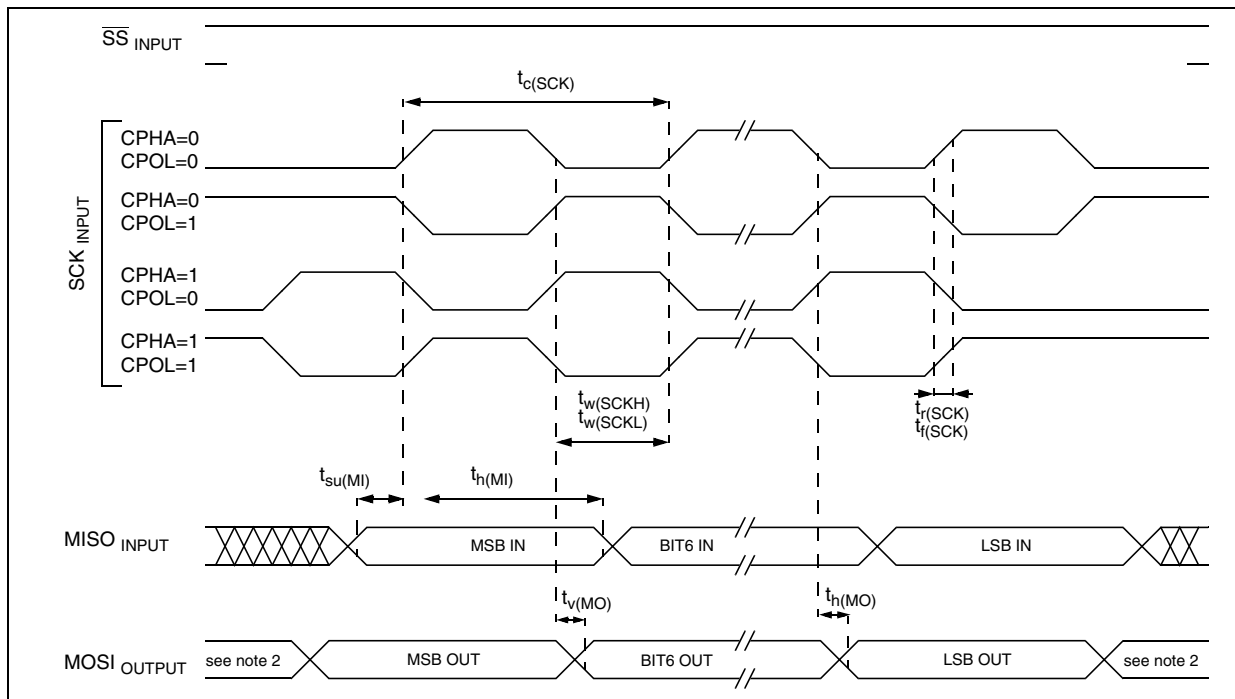 SS INPUT
tc(SCK)
SCK INPUT
CPHA=0
CPOL=0
CPHA=0
CPOL=1
CPHA=1
CPOL=0
CPHA=1
CPOL=1
tw(SCKH)
tw(SCKL)
tr(SCK)
tf(SCK)
tsu(MI)
th(MI)
MISO INPUT
MSB IN
BIT6 IN
LSB IN
tv(MO)
th(MO)
MOSI OUTPUT
see note 2
MSB OUT
BIT6 OUT
LSB OUT
see note 2